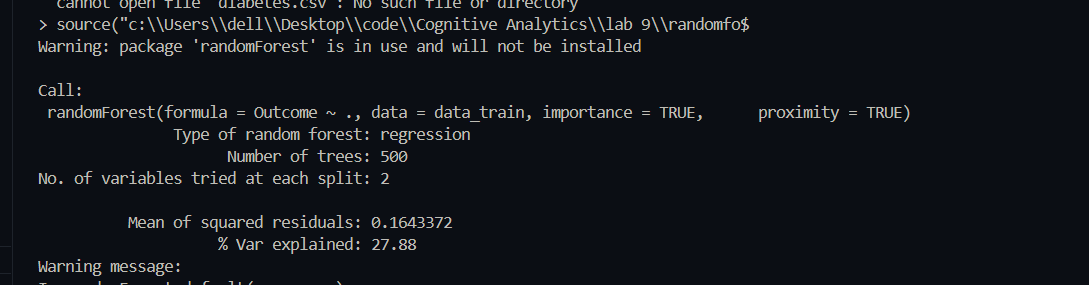 cannot open file 'diabetes.csv': No such file or directory
> source("c:\\Users\\dell\\Desktop\\code\\Cognitive Analytics\\lab 9\\randomfo$
Warning: package 'randomForest' is in use and will not be installed
Call:
randomForest(formula = Outcome ~ ., data = data_train, importance = TRUE, proximity = TRUE)
Type of random forest: regression
Number of trees: 500
No. of variables tried at each split: 2
Mean of squared residuals: 0.1643372
% Var explained: 27.88
Warning message: